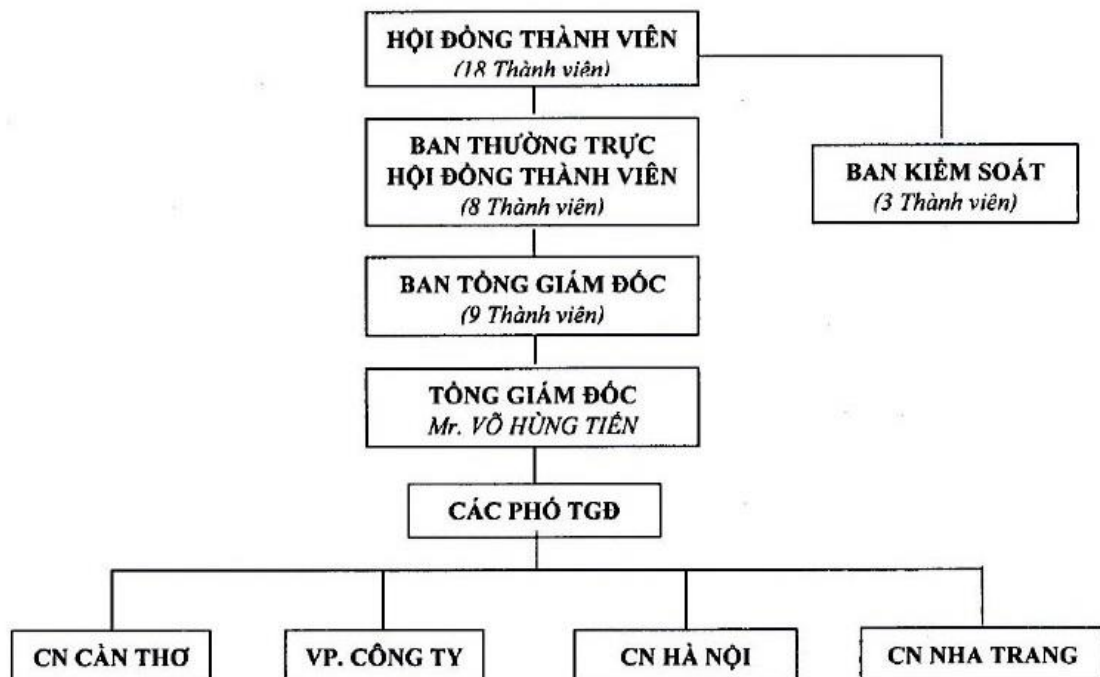 HỘI ĐỒNG THÀNH VIÊN
(18 Thành viên)
BAN THƯỜNG TRỰC
HỘI ĐỒNG THÀNH VIÊN
(8 Thành viên)
BAN KIỂM SOÁT
(3 Thành viên)
BAN TỔNG GIÁM ĐỐC
(9 Thành viên)
TỔNG GIÁM ĐỐC
Mr. VÕ HÙNG TIẾN
CÁC PHÓ TGĐ
CN CẦN THƠ
VP. CÔNG TY
CN HÀ NỘI
CN NHA TRANG